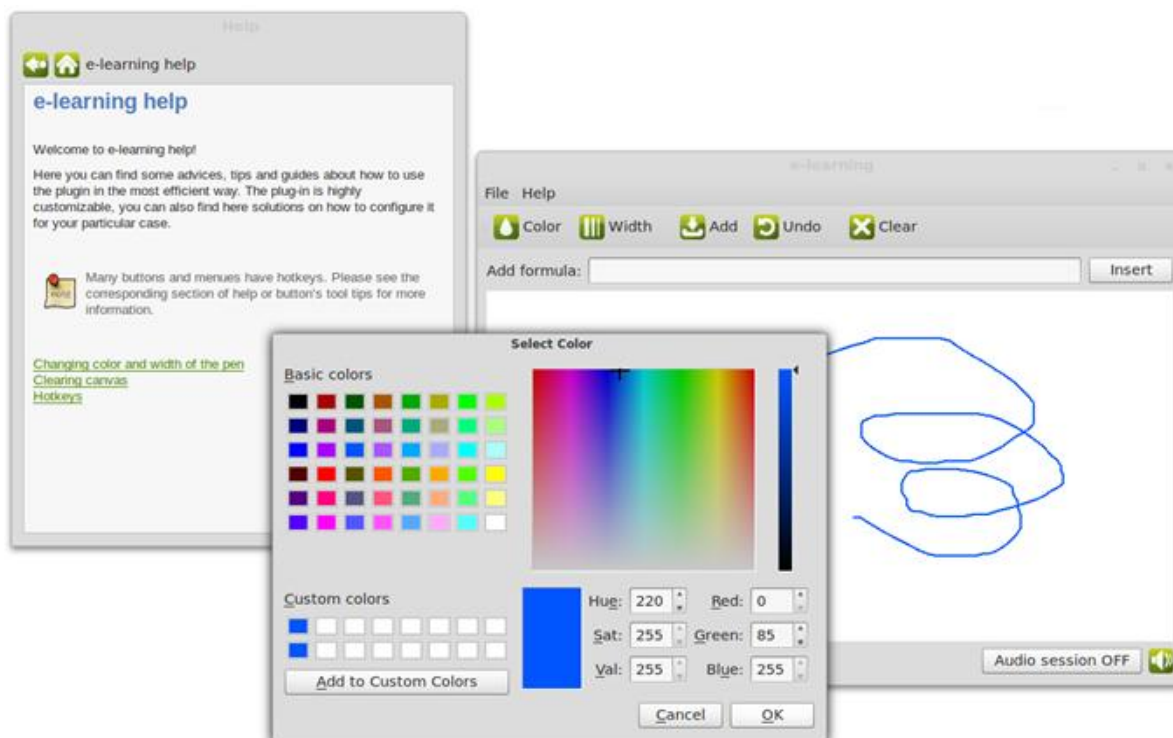 Help
e-learning help
e-learning help
Welcome to e-learning help!
Here you can find some advices, tips and guides about how to use
the plugin in the most efficient way. The plug-in is highly
customizable, you can also find here solutions on how to configure it
for your particular case.
Many buttons and menues have hotkeys. Please see the
corresponding section of help or button's tool tips for more
information.
Changing color and width of the pen
Clearing canvas
Hotkeys
e-learning
File Help
Color Width Add Undo Clear
Add formula: Insert
Audio session OFF
Select Color
Basic colors
Custom colors
Add to Custom Colors
Hue: 220 Red: 0
Sat: 255 Green: 85
Val: 255 Blue: 255
Cancel OK